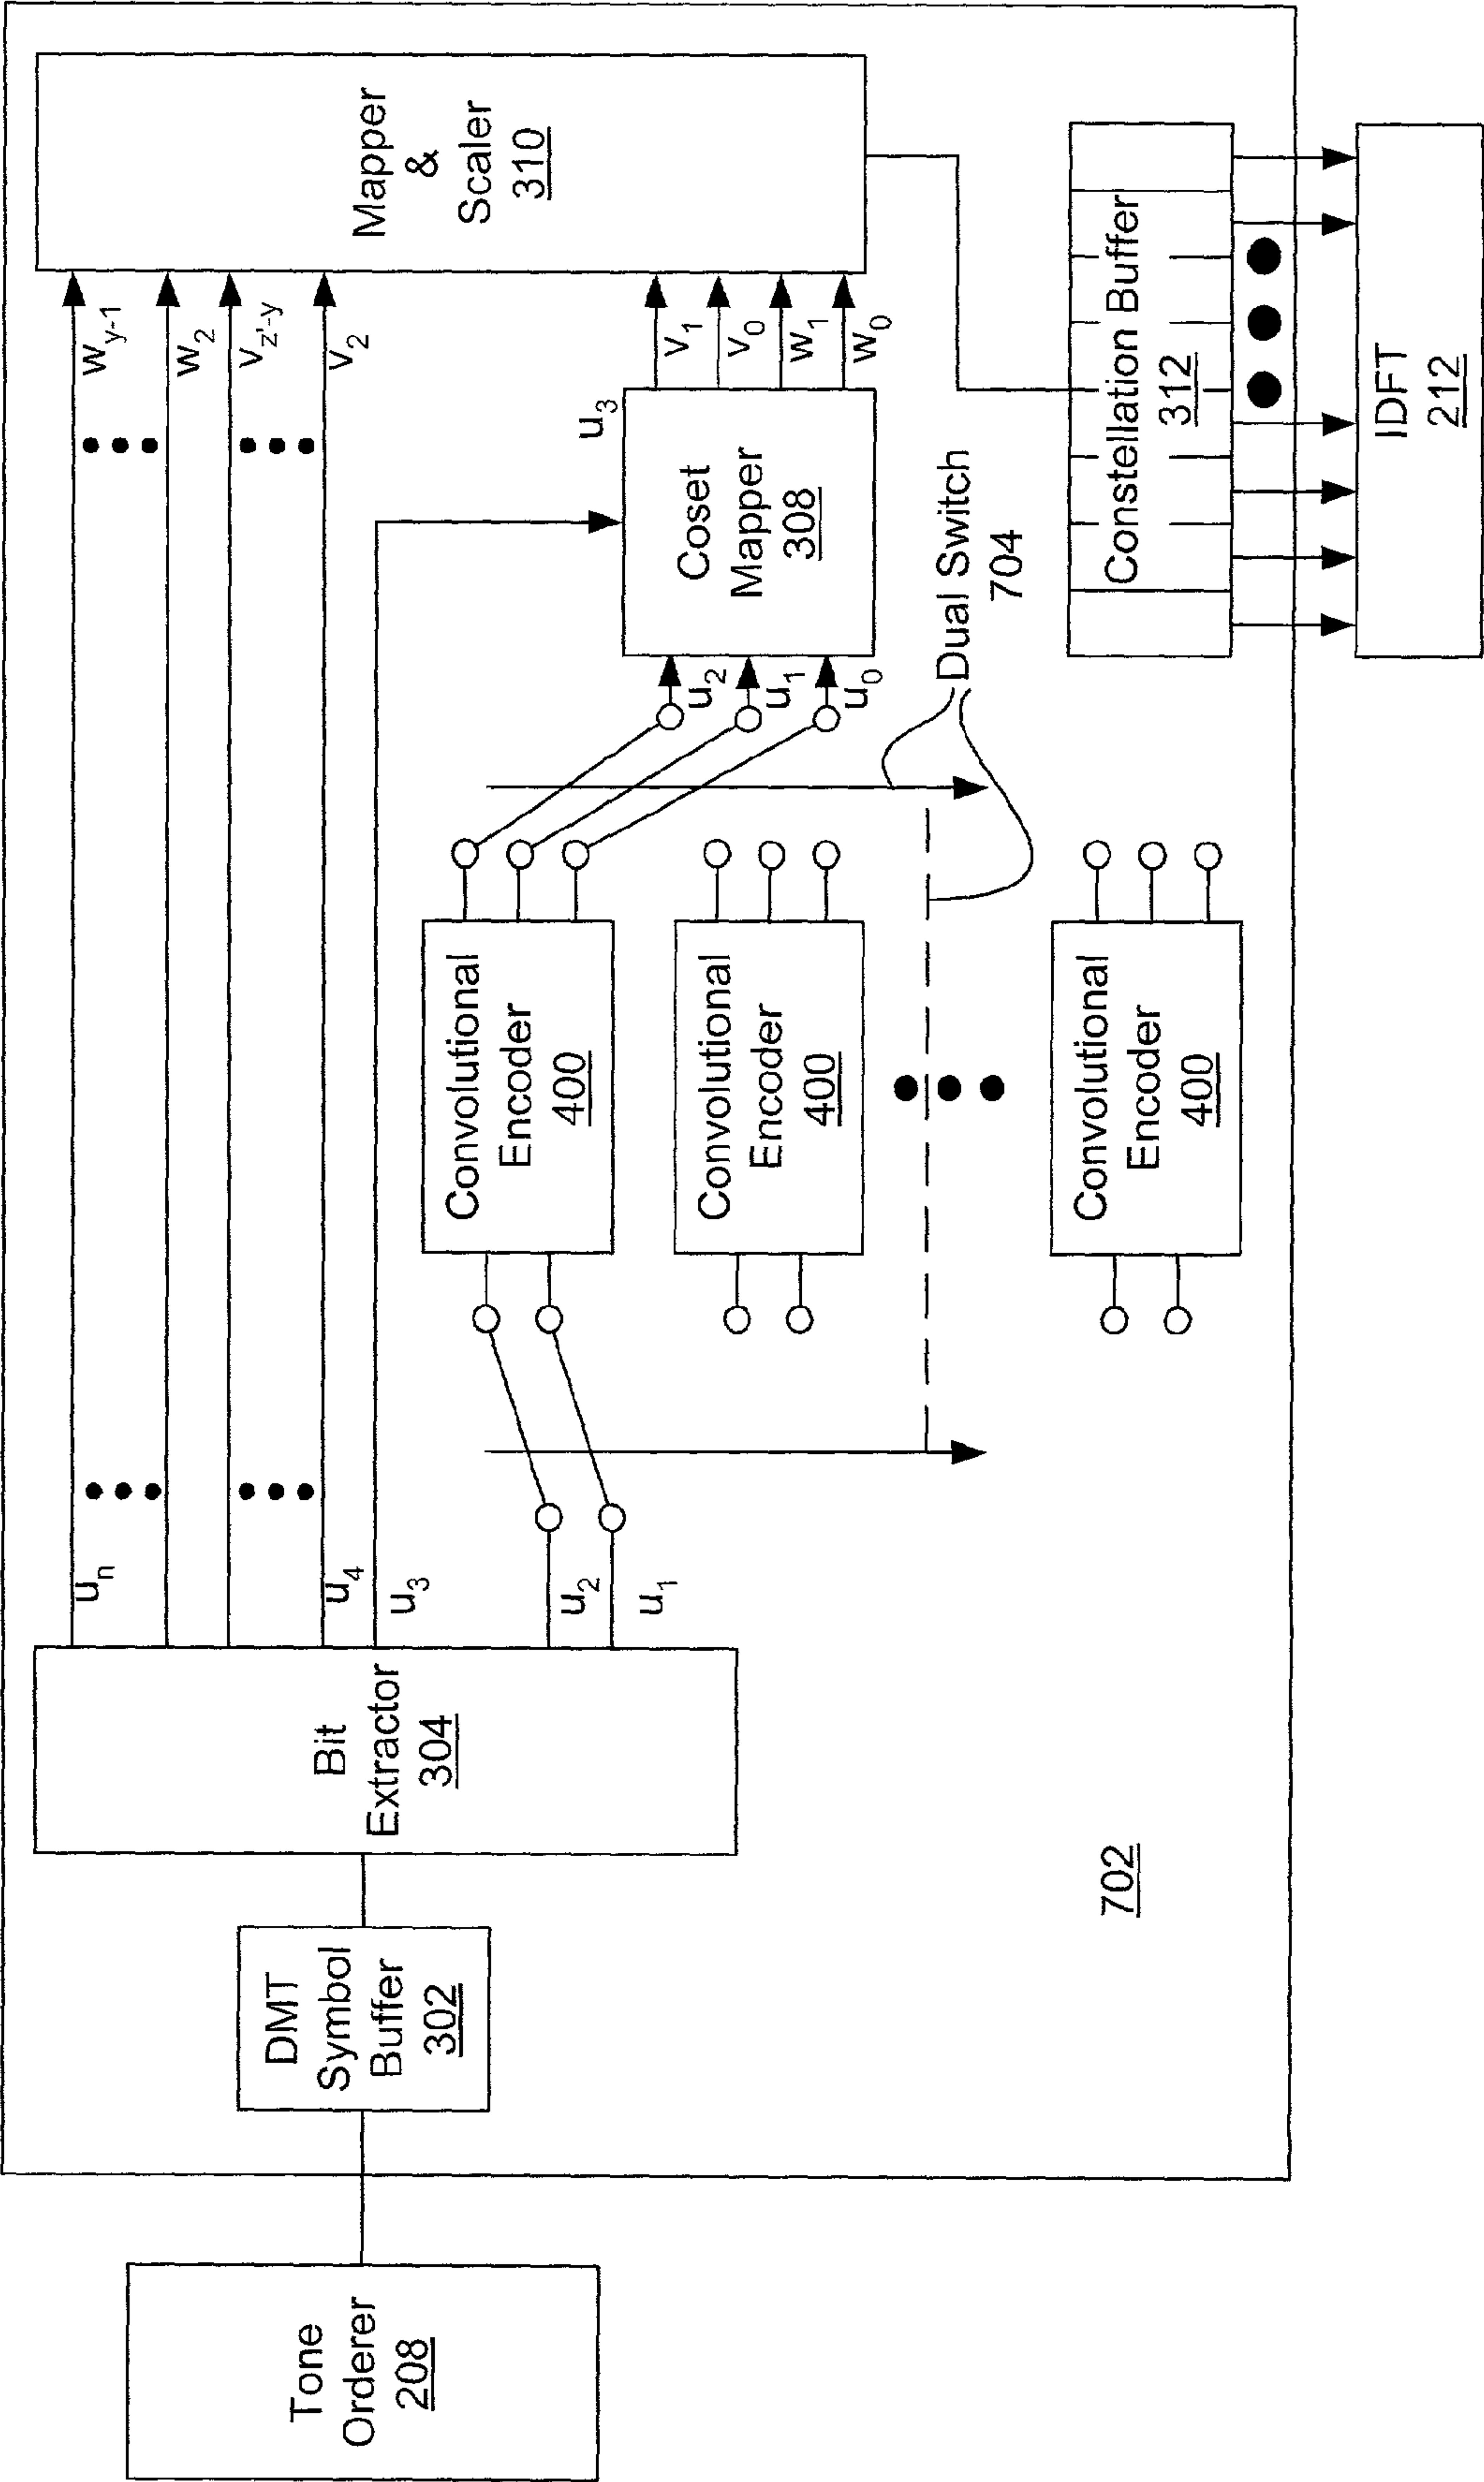 Tone
Orderer
208
DMT
Symbol
Buffer
302
Bit
Extractor
304
u_n
u_4
u_3
u_2
u_1
Convolutional
Encoder
400
Convolutional
Encoder
400
Convolutional
Encoder
400
u_2
u_1
u_0
u_3
Coset
Mapper
308
Dual Switch
704
w_y-1
w_2
v_z'-y
v_2
v_1
v_0
w_1
w_0
Mapper
&
Scaler
310
Constellation Buffer
312
IDFT
212
702